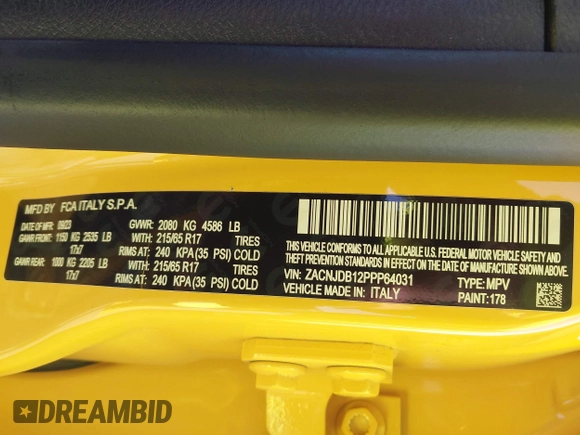 MFD BY FCA ITALY S.P.A.
DATE OF MFR: 09/23 GVWR: 2080 KG 4586 LB
GAWR FRONT: 1150 KG 2535 LB WITH: 215/65 R17 TIRES
17x7 RIMS AT: 240 KPA (35 PSI) COLD
GAWR REAR: 1000 KG 2205 LB WITH: 215/65 R17 TIRES
17x7 RIMS AT: 240 KPA (35 PSI) COLD
THIS VEHICLE CONFORMS TO ALL APPLICABLE U.S. FEDERAL MOTOR VEHICLE SAFETY
AND THEFT PREVENTION STANDARDS IN EFFECT ON THE DATE OF MANUFACTURE SHOWN ABOVE.
VIN: ZACNJDB12PPP64031 TYPE: MPV
VEHICLE MADE IN: ITALY PAINT: 178
DREAMBID